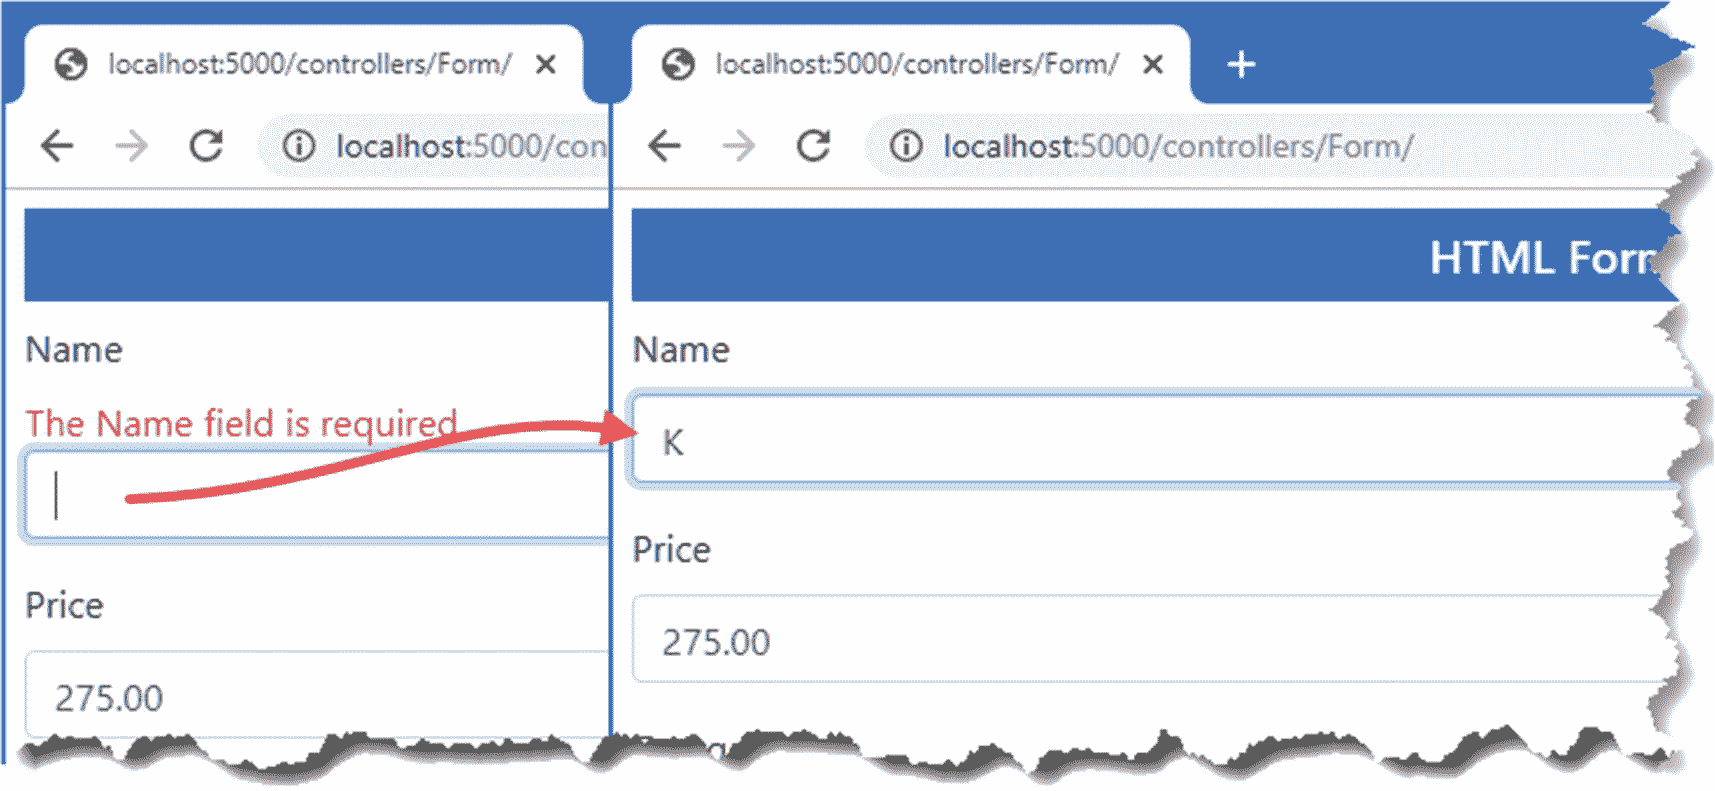 localhost:5000/controllers/Form/
localhost:5000/con
Name
The Name field is required
Price
275.00
localhost:5000/controllers/Form/
localhost:5000/controllers/Form/
HTML Form
Name
K
Price
275.00